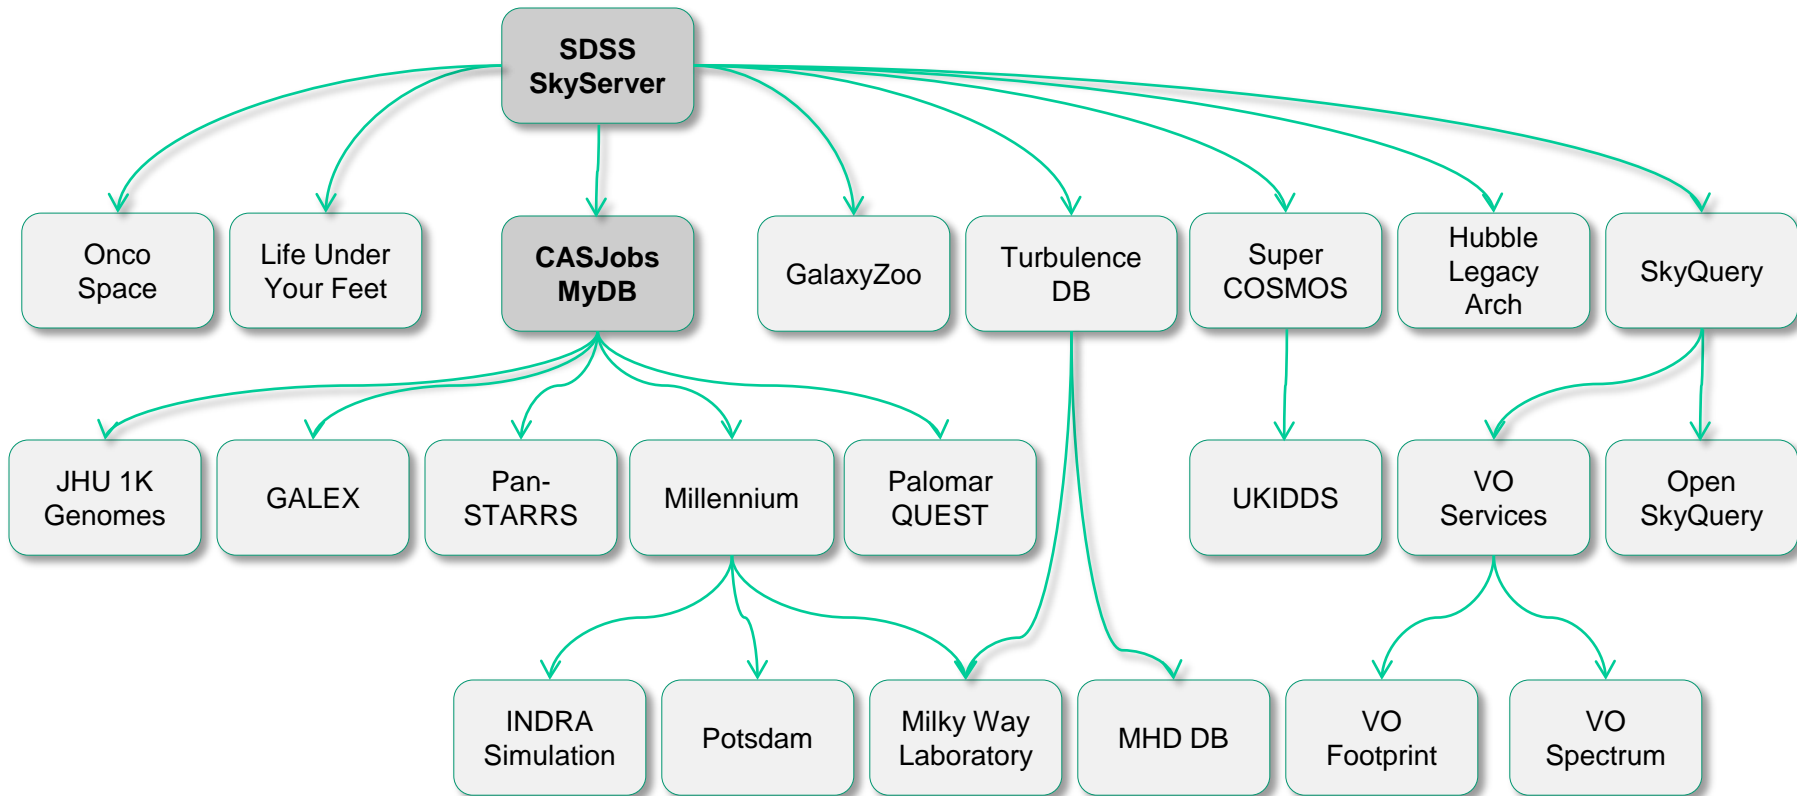 SDSS
SkyServer
Onco
Space
Life Under
Your Feet
CASJobs
MyDB
GalaxyZoo
Turbulence
DB
Super
COSMOS
Hubble
Legacy
Arch
SkyQuery
JHU 1K
Genomes
GALEX
Pan-
STARRS
Millennium
Palomar
QUEST
UKIDDS
VO
Services
Open
SkyQuery
INDRA
Simulation
Potsdam
Milky Way
Laboratory
MHD DB
VO
Footprint
VO
Spectrum